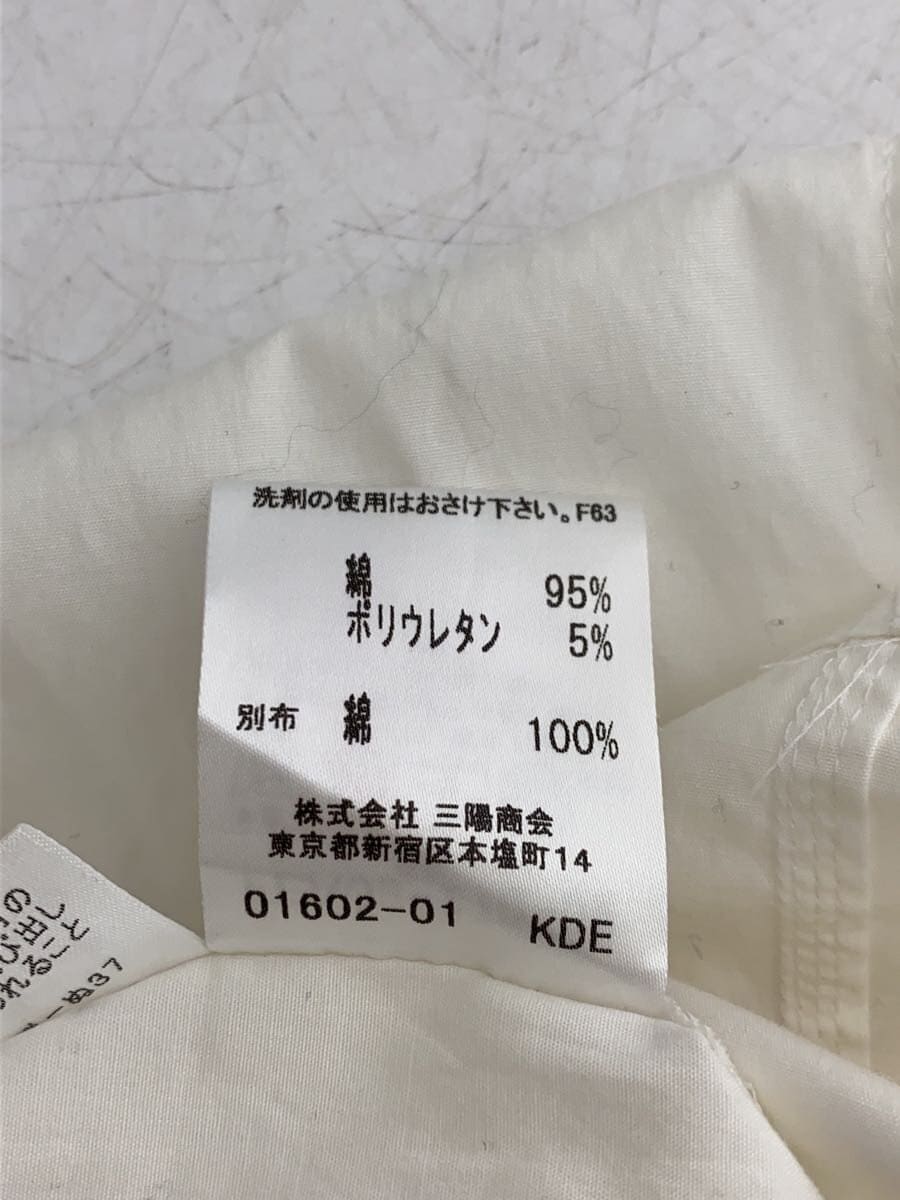 洗剤の使用はおさけ下さい。F63
綿 95%
ポリウレタン 5%
別布 綿 100%
株式会社 三陽商会
東京都新宿区本塩町14
01602-01 KDE